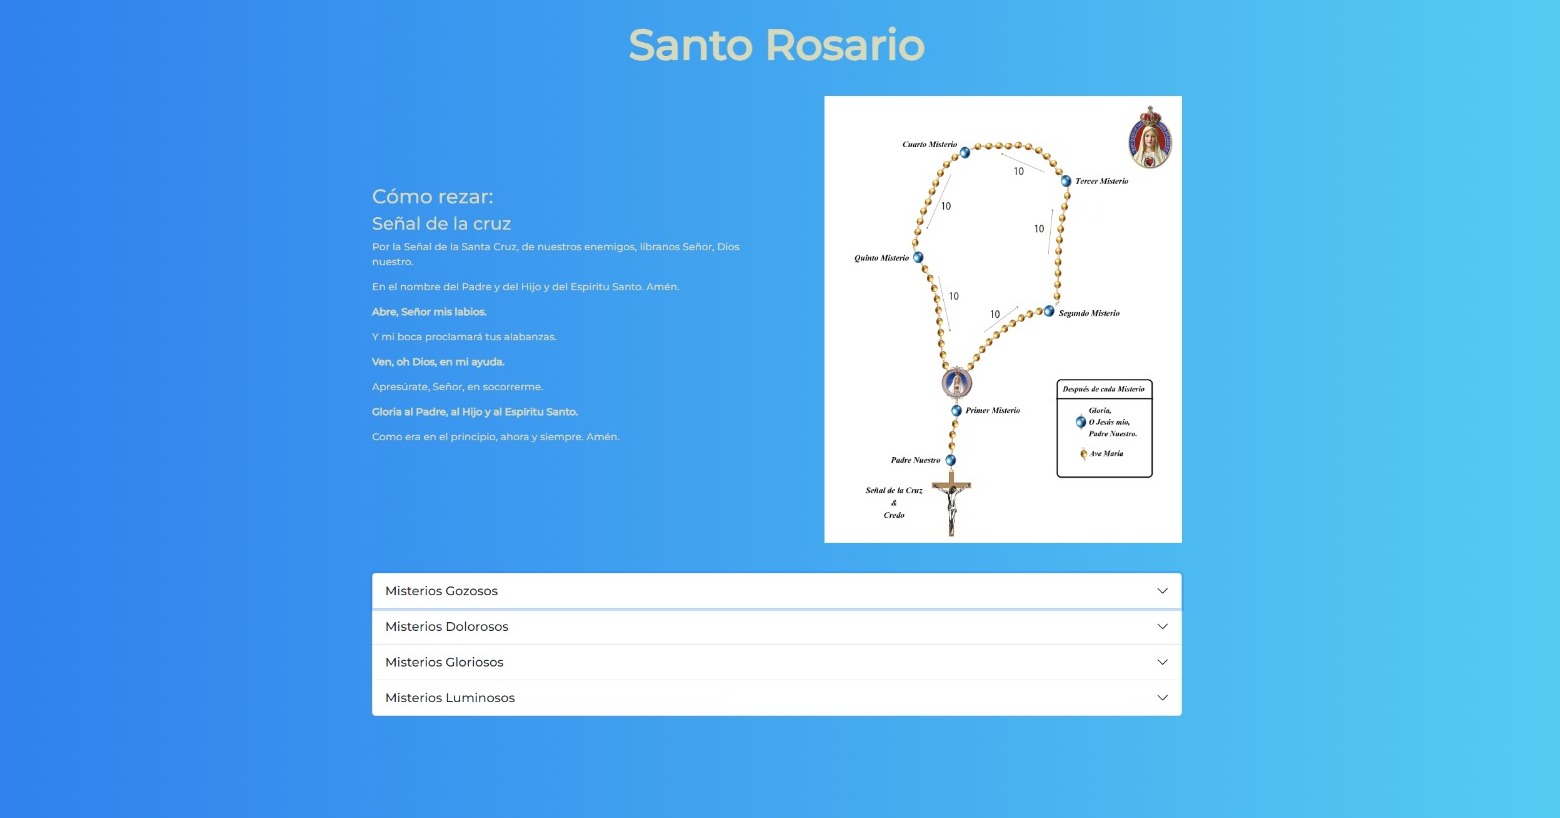 Santo Rosario
Cómo rezar:
Señal de la cruz
Por la Señal de la Santa Cruz, de nuestros enemigos, líbranos Señor, Dios
nuestro.
En el nombre del Padre y del Hijo y del Espíritu Santo. Amén.
Abre, Señor mis labios.
Y mi boca proclamará tus alabanzas.
Ven, oh Dios, en mi ayuda.
Apresúrate, Señor, en socorrerme.
Gloria al Padre, al Hijo y al Espíritu Santo.
Como era en el principio, ahora y siempre. Amén.
Cuarto Misterio
10
Tercer Misterio
10
10
Quinto Misterio
10
10
Segundo Misterio
Después de cada Misterio
Gloria,
O Jesús mio,
Padre Nuestro.
Ave Maria
Primer Misterio
Padre Nuestro
Señal de la Cruz
&
Credo
Misterios Gozosos
Misterios Dolorosos
Misterios Gloriosos
Misterios Luminosos